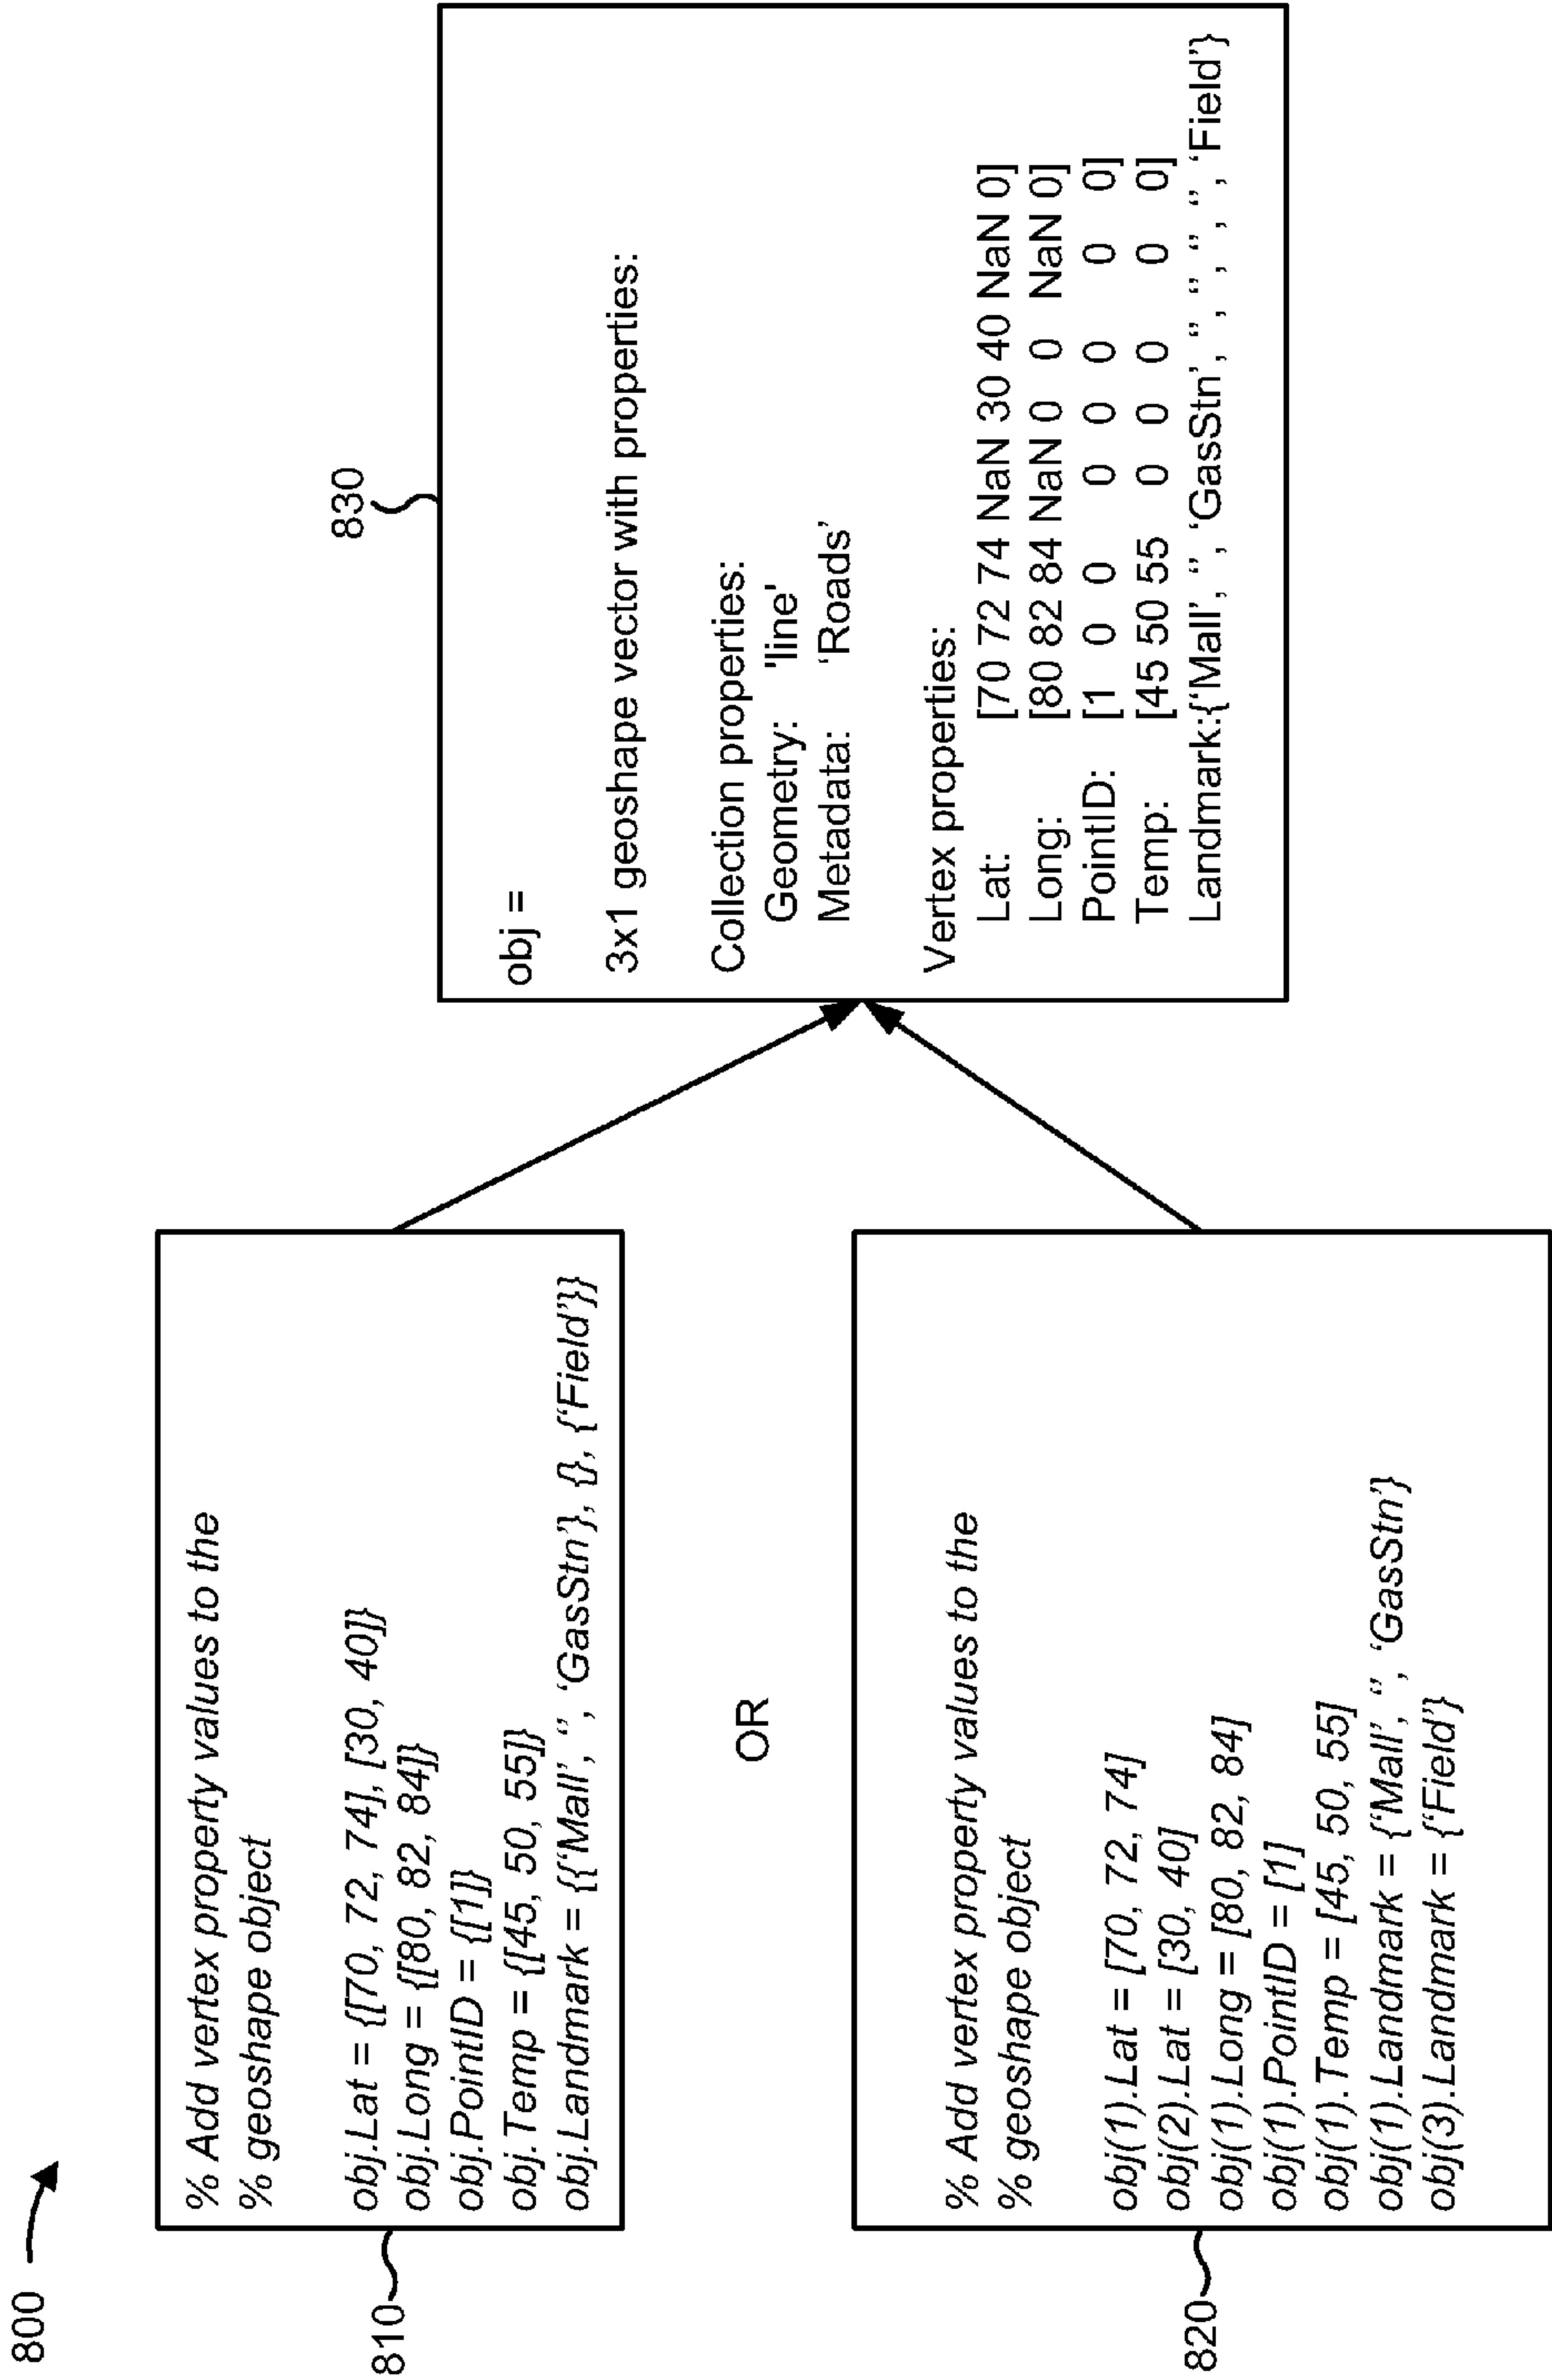 800
810
% Add vertex property values to the
% geoshape object
obj.Lat = {[70, 72, 74], [30, 40]}
obj.Long = {[80, 82, 84]}
obj.PointID = {[1]}
obj.Temp = {[45, 50, 55]}
obj.Landmark = {{‘Mall’, ‘’, ‘GasStn’}, {}, {‘Field’}}
OR
820
% Add vertex property values to the
% geoshape object
obj(1).Lat = [70, 72, 74]
obj(2).Lat = [30, 40]
obj(1).Long = [80, 82, 84]
obj(1).PointID = [1]
obj(1).Temp = [45, 50, 55]
obj(1).Landmark = {‘Mall’, ‘’, ‘GasStn’}
obj(3).Landmark = {‘Field’}
830
obj =
3x1 geoshape vector with properties:
Collection properties:
Geometry: 'line'
Metadata: ‘Roads’
Vertex properties:
Lat: [70 72 74 NaN 30 40 NaN 0]
Long: [80 82 84 NaN 0 0 NaN 0]
PointID: [1 0 0 0 0 0 0 0]
Temp: [45 50 55 0 0 0 0 0]
Landmark:{‘Mall’, ‘’, ‘GasStn’, ‘’, ‘’, ‘’, ‘’, ‘Field’}